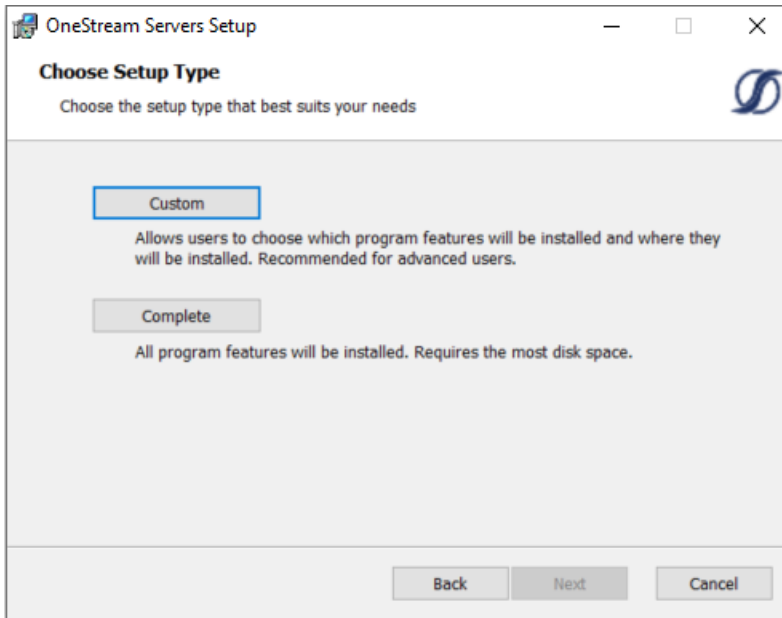 OneStream Servers Setup
Choose Setup Type
Choose the setup type that best suits your needs
Custom
Allows users to choose which program features will be installed and where they
will be installed. Recommended for advanced users.
Complete
All program features will be installed. Requires the most disk space.
Back
Next
Cancel